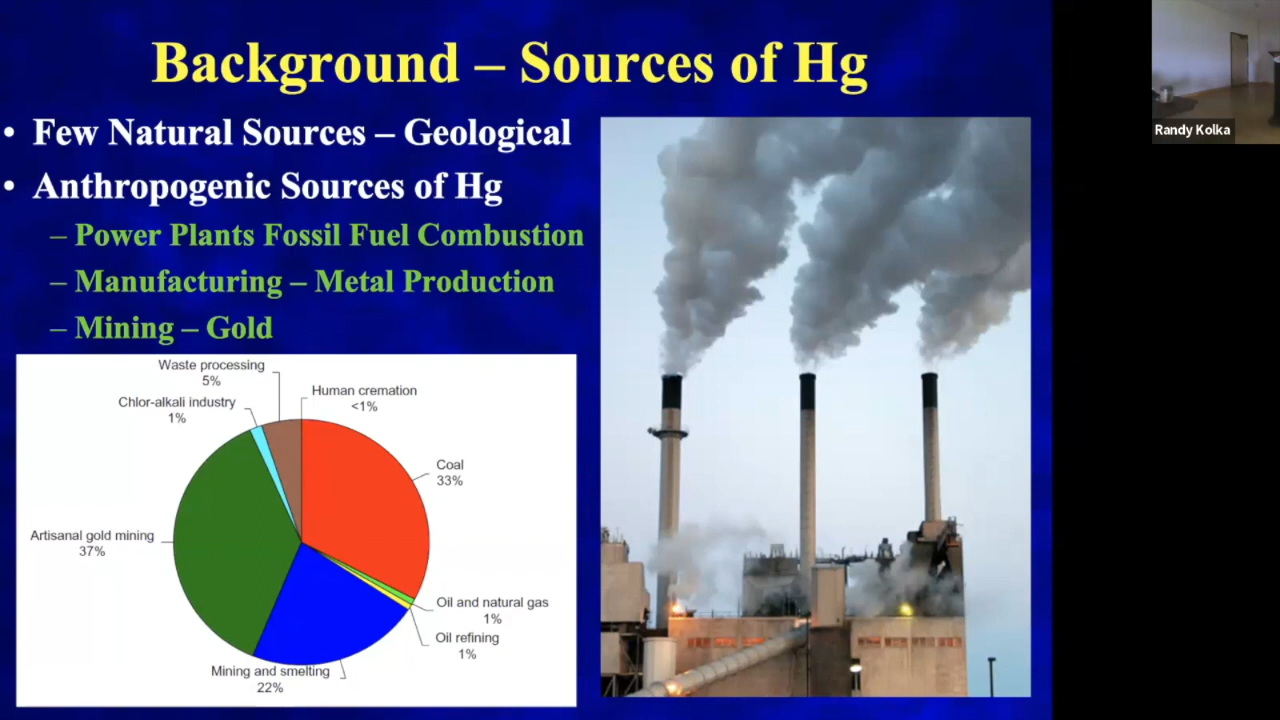 Background – Sources of Hg
• Few Natural Sources – Geological
• Anthropogenic Sources of Hg
– Power Plants Fossil Fuel Combustion
– Manufacturing – Metal Production
– Mining – Gold
Waste processing
5%
Human cremation
<1%
Chlor-alkali industry
1%
Coal
33%
Artisanal gold mining
37%
Oil and natural gas
1%
Oil refining
1%
Mining and smelting
22%
Randy Kolka